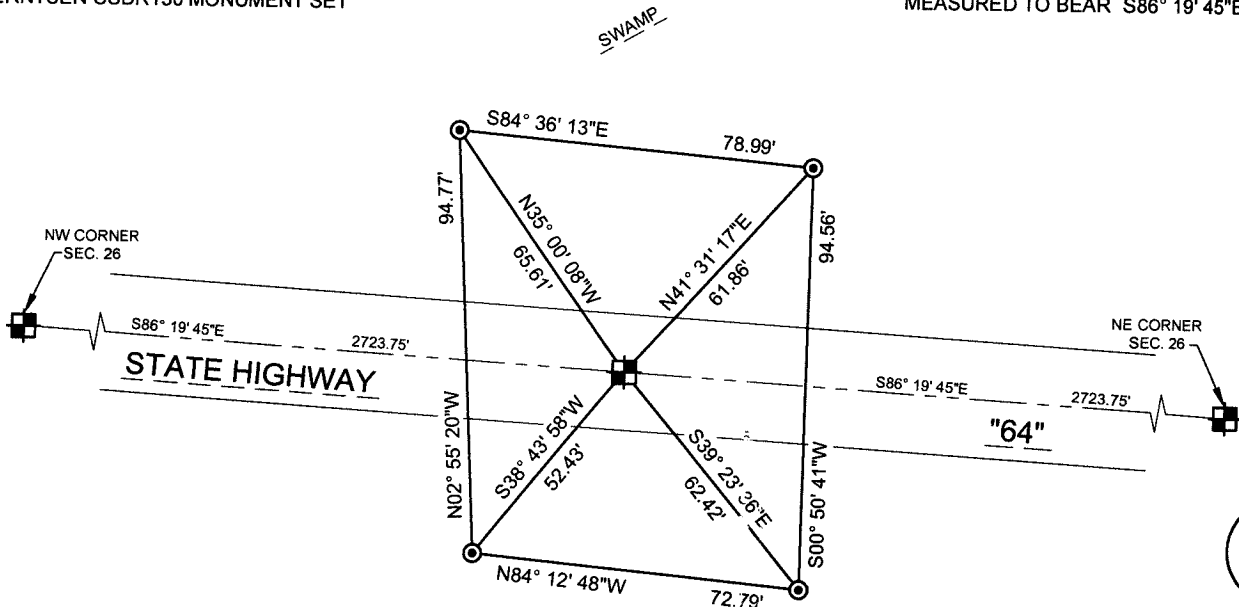 MEASURED TO BEAR S86° 19' 45"E
SWAMP
S84° 36' 13"E
78.99'
94.77'
N35° 00' 08"W
65.61'
N41° 31' 17"E
61.86'
94.56'
NW CORNER
SEC. 26
S86° 19' 45"E
2723.75'
STATE HIGHWAY
NE CORNER
SEC. 26
S86° 19' 45"E
2723.75'
"64"
N02° 55' 20"W
S38° 43' 58"W
52.43'
S39° 23' 36"E
62.42'
S00° 50' 41"W
N84° 12' 48"W
72.79'